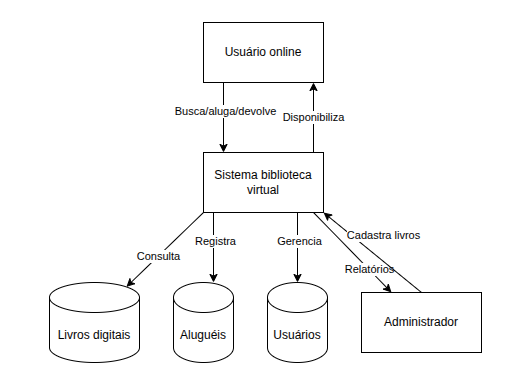 Usuário online
Busca/aluga/devolve
Disponibiliza
Sistema biblioteca
virtual
Consulta
Registra
Gerencia
Cadastra livros
Relatórios
Livros digitais
Aluguéis
Usuários
Administrador